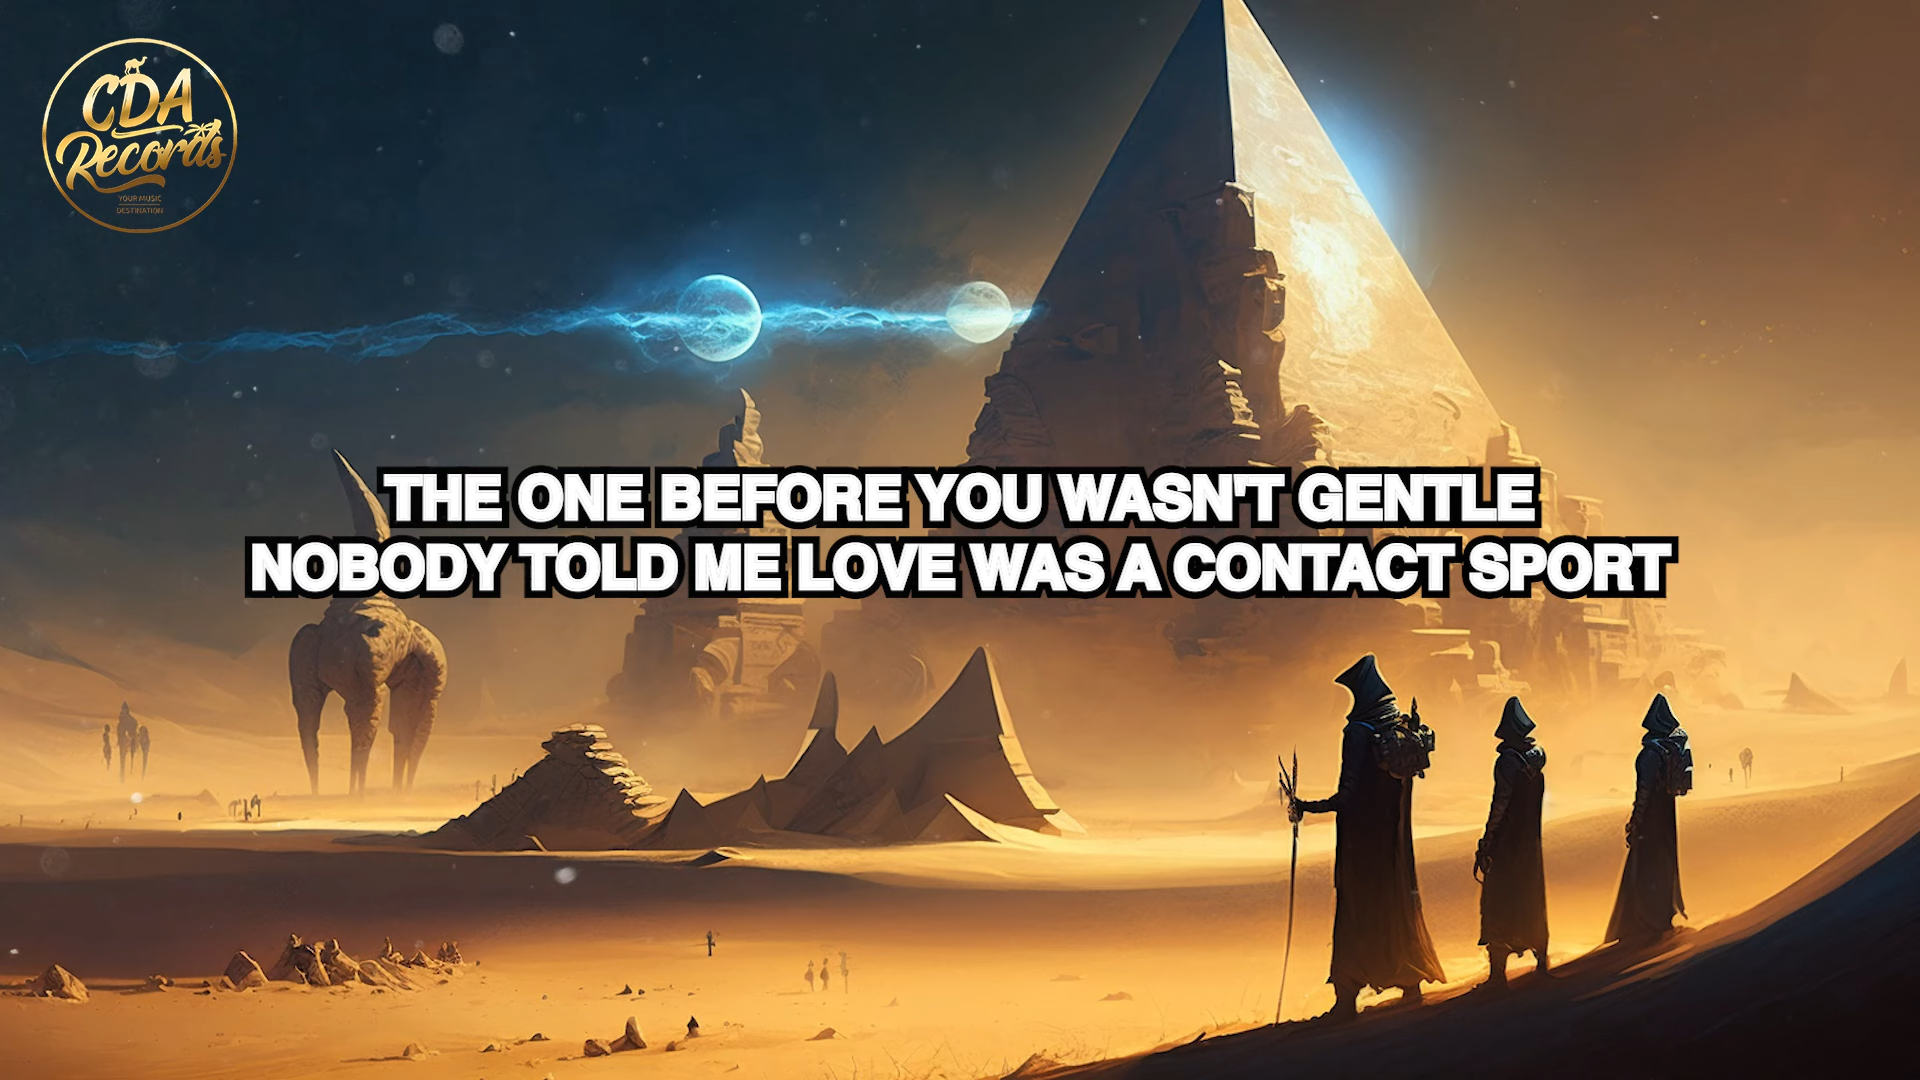 CDA
Records
YOUR MUSIC
DESTINATION
THE ONE BEFORE YOU WASN'T GENTLE
NOBODY TOLD ME LOVE WAS A CONTACT SPORT